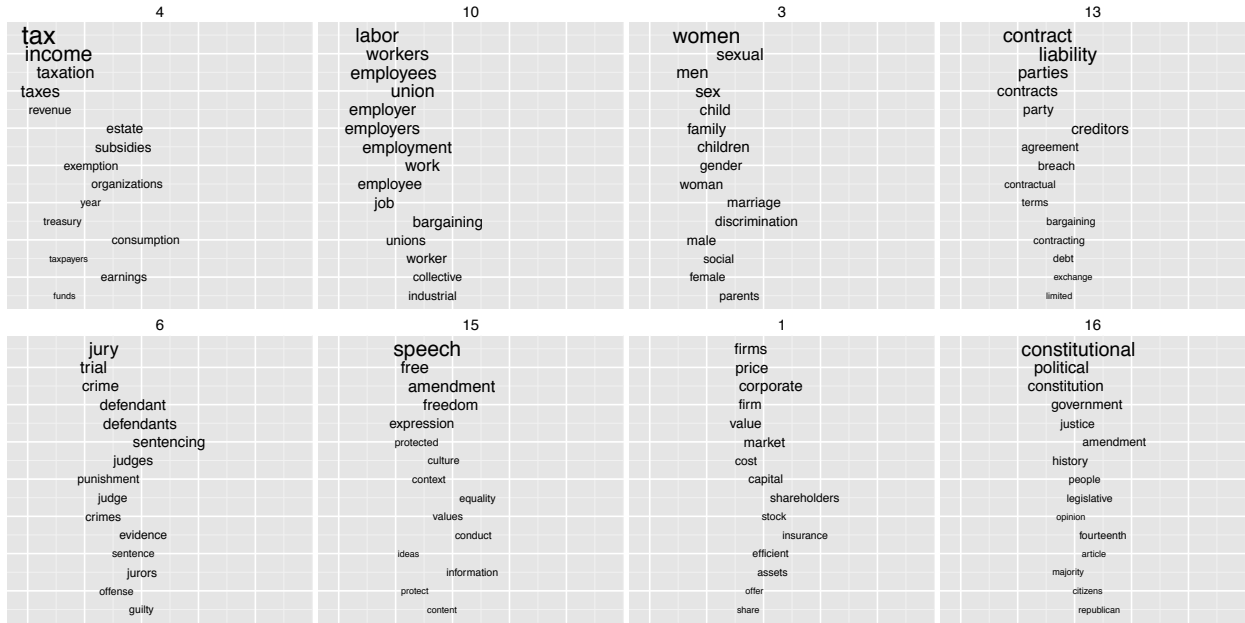 4
tax
income
taxation
taxes
revenue
estate
subsidies
exemption
organizations
year
treasury
consumption
taxpayers
earnings
funds
10
labor
workers
employees
union
employer
employers
employment
work
employee
job
bargaining
unions
worker
collective
industrial
3
women
sexual
men
sex
child
family
children
gender
woman
marriage
discrimination
male
social
female
parents
13
contract
liability
parties
contracts
party
creditors
agreement
breach
contractual
terms
bargaining
contracting
debt
exchange
limited
6
jury
trial
crime
defendant
defendants
sentencing
judges
punishment
judge
crimes
evidence
sentence
jurors
offense
guilty
15
speech
free
amendment
freedom
expression
protected
culture
context
equality
values
conduct
ideas
information
protect
content
1
firms
price
corporate
firm
value
market
cost
capital
shareholders
stock
insurance
efficient
assets
offer
share
16
constitutional
political
constitution
government
justice
amendment
history
people
legislative
opinion
fourteenth
article
majority
citizens
republican